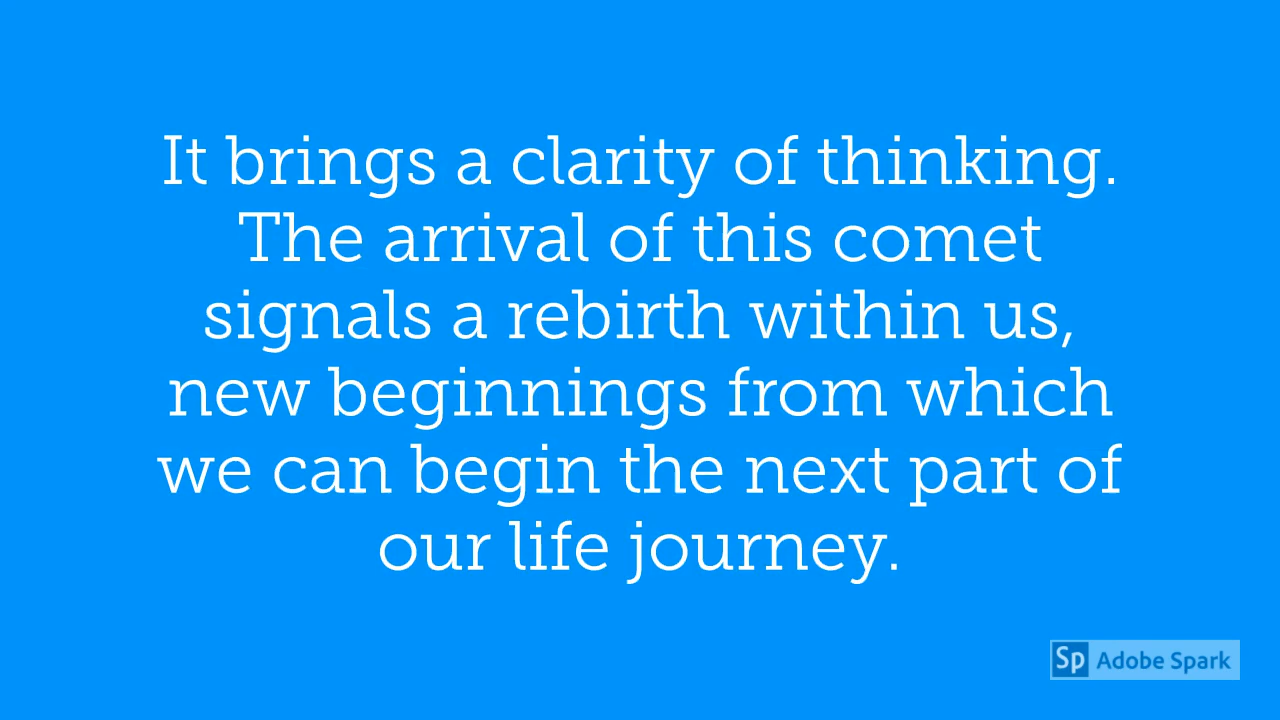 It brings a clarity of thinking.
The arrival of this comet
signals a rebirth within us,
new beginnings from which
we can begin the next part of
our life journey.
Sp Adobe Spark